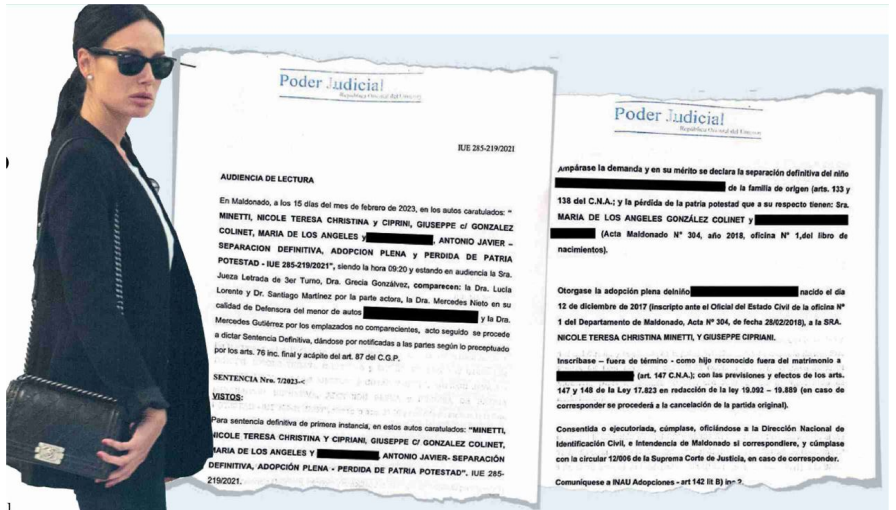 Poder Judicial
República Oriental del Uruguay
IUE 285-219/2021
AUDIENCIA DE LECTURA
En Maldonado, a los 15 días del mes de febrero de 2023, en los autos caratulados: "
MINETTI, NICOLE TERESA CHRISTINA y CIPRINI, GIUSEPPE c/ GONZALEZ
COLINET, MARIA DE LOS ANGELES y , ANTONIO JAVIER –
SEPARACION DEFINITIVA, ADOPCION PLENA y PERDIDA DE PATRIA
POTESTAD - IUE 285-219/2021", siendo la hora 09:20 y estando en audiencia la Sra.
Jueza Letrada de 3er Turno, Dra. Grecia Gonzálvez, comparecen: la Dra. Lucia
Lorente y Dr. Santiago Martínez por la parte actora, la Dra. Mercedes Nieto en su
calidad de Defensora del menor de autos y la Dra.
Mercedes Gutiérrez por los emplazados no comparecientes, acto seguido se procede
a dictar Sentencia Definitiva, dándose por notificadas a las partes según lo preceptuado
por los arts. 76 inc. final y acápite del art. 87 del C.G.P.
SENTENCIA Nro. 7/2023-<
VISTOS:
Para sentencia definitiva de primera instancia, en estos autos caratulados: "MINETTI,
NICOLE TERESA CHRISTINA Y CIPRIANI, GIUSEPPE C/ GONZALEZ COLINET,
MARIA DE LOS ANGELES Y , ANTONIO JAVIER- SEPARACIÓN
DEFINITIVA, ADOPCIÓN PLENA - PERDIDA DE PATRIA POTESTAD". IUE 285-
219/2021.
Poder Judicial
República Oriental del Uruguay
Ampárase la demanda y en su mérito se declara la separación definitiva del niño
de la familia de origen (arts. 133 y
138 del C.N.A.; y la pérdida de la patria potestad que a su respecto tienen: Sra.
MARIA DE LOS ANGELES GONZÁLEZ COLINET y
(Acta Maldonado N° 304, año 2018, oficina N° 1,del libro de
nacimientos).
Otorgase la adopción plena delniño nacido el día
12 de diciembre de 2017 (inscripto ante el Oficial del Estado Civil de la oficina Nº
1 del Departamento de Maldonado, Acta Nº 304, de fecha 28/02/2018), a la SRA.
NICOLE TERESA CHRISTINA MINETTI, Y GIUSEPPE CIPRIANI.
Inscríbase – fuera de término - como hijo reconocido fuera del matrimonio a
(art. 147 C.N.A.); con las previsiones y efectos de los arts.
147 y 148 de la Ley 17.823 en redacción de la ley 19.092 – 19.889 (en caso de
corresponder se procederá a la cancelación de la partida original).
Consentida o ejecutoriada, cúmplase, oficiándose a la Dirección Nacional de
Identificación Civil, e Intendencia de Maldonado si correspondiere, y cúmplase
con la circular 12/006 de la Suprema Corte de Justicia, en caso de corresponder.
Comuníquese a INAU Adopciones - art 142 lit B) inc 2.